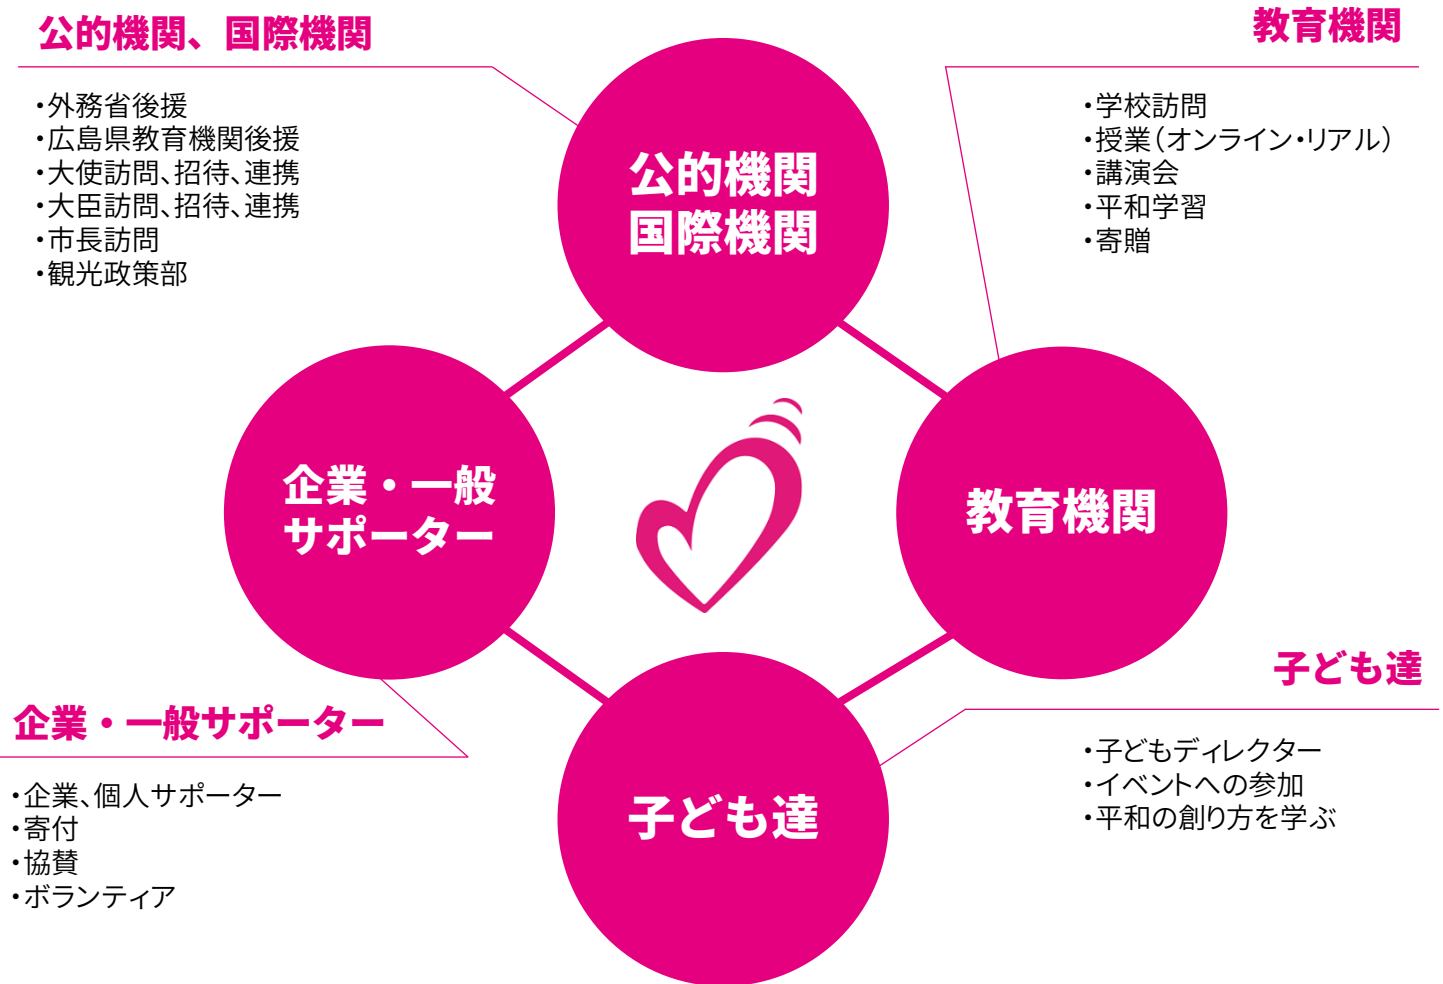 公的機関、国際機関
・外務省後援
・広島県教育機関後援
・大使訪問、招待、連携
・大臣訪問、招待、連携
・市長訪問
・観光政策部
教育機関
・学校訪問
・授業（オンライン・リアル）
・講演会
・平和学習
・寄贈
公的機関
国際機関
企業・一般
サポーター
教育機関
子ども達
企業・一般サポーター
・企業、個人サポーター
・寄付
・協賛
・ボランティア
子ども達
・子どもディレクター
・イベントへの参加
・平和の創り方を学ぶ